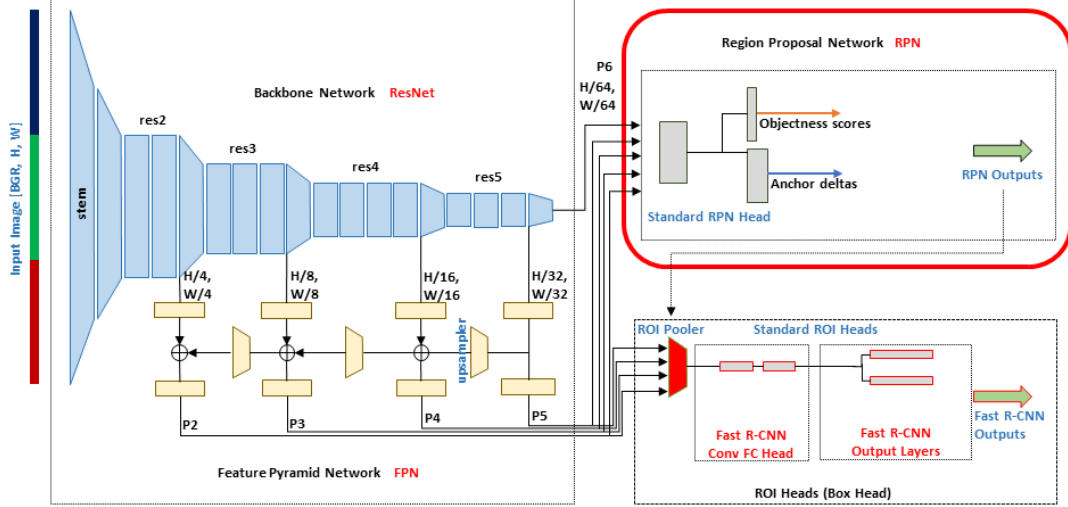 Input Image [BGR, H, W]
stem
Backbone Network ResNet
res2
res3
res4
res5
H/4,
W/4
H/8,
W/8
H/16,
W/16
H/32,
W/32
upsampler
P2
P3
P4
P5
Feature Pyramid Network FPN
P6
H/64,
W/64
Region Proposal Network RPN
Objectness scores
Anchor deltas
Standard RPN Head
RPN Outputs
ROI Pooler
Standard ROI Heads
Fast R-CNN
Conv FC Head
Fast R-CNN
Output Layers
Fast R-CNN
Outputs
ROI Heads (Box Head)